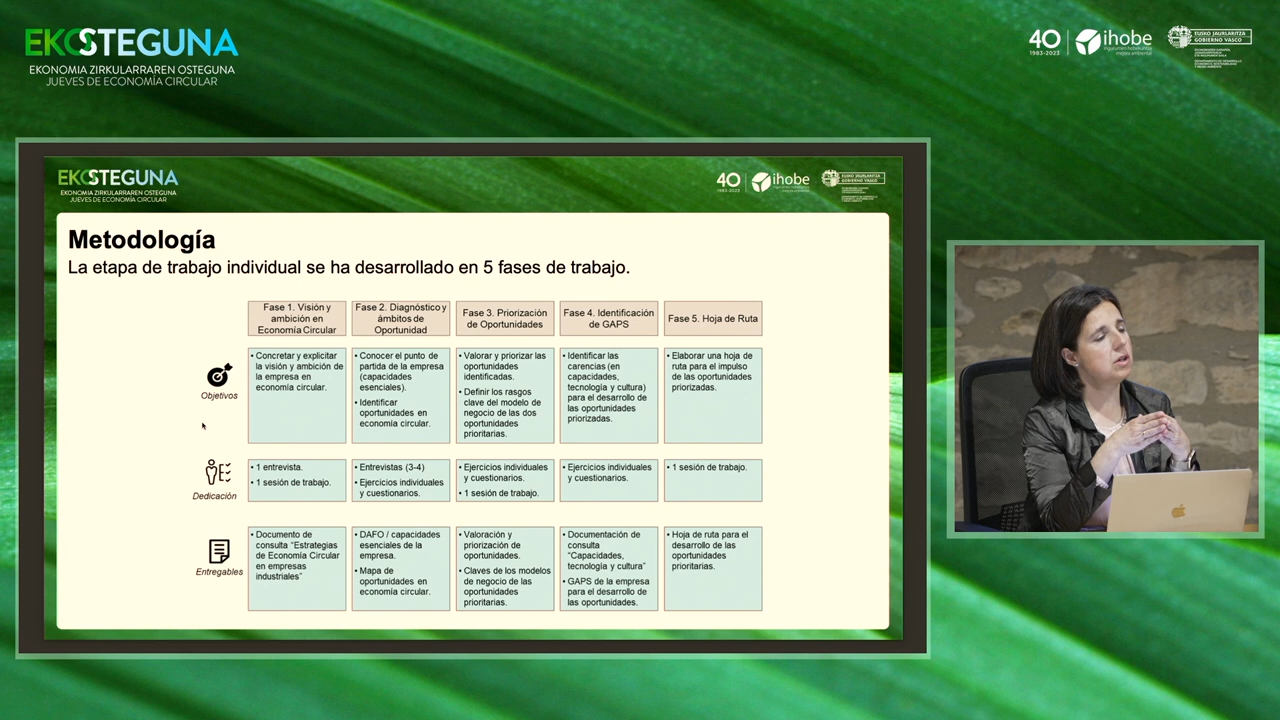 EKOSTEGUNA
EKONOMIA ZIRKULARRAREN OSTEGUNA
JUEVES DE ECONOMÍA CIRCULAR
40
1983-2023
ihobe
EUSKO JAURLARITZA
GOBIERNO VASCO
EKOSTEGUNA
EKONOMIA ZIRKULARRAREN OSTEGUNA
JUEVES DE ECONOMÍA CIRCULAR
40
1983-2023
ihobe
EUSKO JAURLARITZA
GOBIERNO VASCO
Metodología
La etapa de trabajo individual se ha desarrollado en 5 fases de trabajo.
Fase 1. Visión y
ambición en
Economía Circular
Fase 2. Diagnóstico y
ámbitos de
Oportunidad
Fase 3. Priorización
de Oportunidades
Fase 4. Identificación
de GAPS
Fase 5. Hoja de Ruta
Objetivos
• Concretar y explicitar
la visión y ambición de
la empresa en
economía circular.
• Conocer el punto de
partida de la empresa
(capacidades
esenciales).
• Identificar
oportunidades en
economía circular.
• Valorar y priorizar las
oportunidades
identificadas.
• Definir los rasgos
clave del modelo de
negocio de las dos
oportunidades
prioritarias.
• Identificar las
carencias (en
capacidades,
tecnología y cultura)
para el desarrollo de
las oportunidades
priorizadas.
• Elaborar una hoja de
ruta para el impulso
de las oportunidades
priorizadas.
Dedicación
• 1 entrevista.
• 1 sesión de trabajo.
• Entrevistas (3-4)
• Ejercicios individuales
y cuestionarios.
• Ejercicios individuales
y cuestionarios.
• 1 sesión de trabajo.
• Ejercicios individuales
y cuestionarios.
• 1 sesión de trabajo.
Entregables
• Documento de
consulta “Estrategias
de Economía Circular
en empresas
industriales”
• DAFO / capacidades
esenciales de la
empresa.
• Mapa de
oportunidades en
economía circular.
• Valoración y
priorización de
oportunidades.
• Claves de los modelos
de negocio de las
oportunidades
prioritarias.
• Documentación de
consulta
“Capacidades,
tecnología y cultura”
• GAPS de la empresa
para el desarrollo de
las oportunidades.
• Hoja de ruta para el
desarrollo de las
oportunidades
prioritarias.